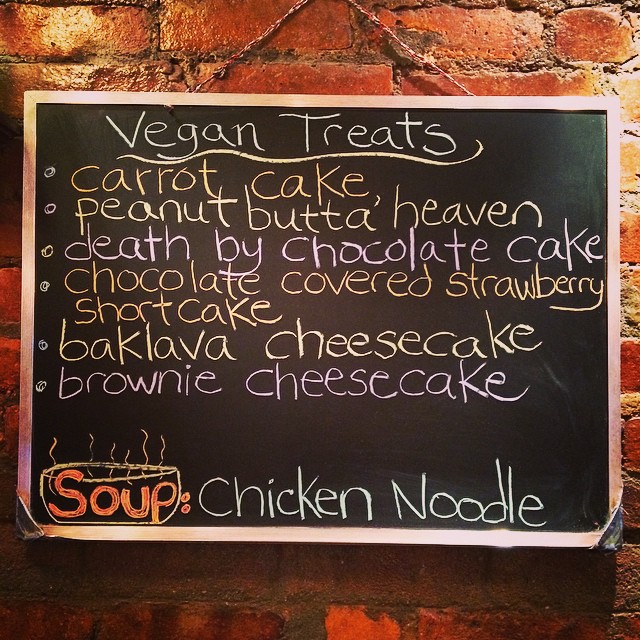 Vegan Treats
carrot cake
peanut butta' heaven
death by chocolate cake
chocolate covered strawberry
shortcake
baklava cheesecake
brownie cheesecake
Soup: Chicken Noodle